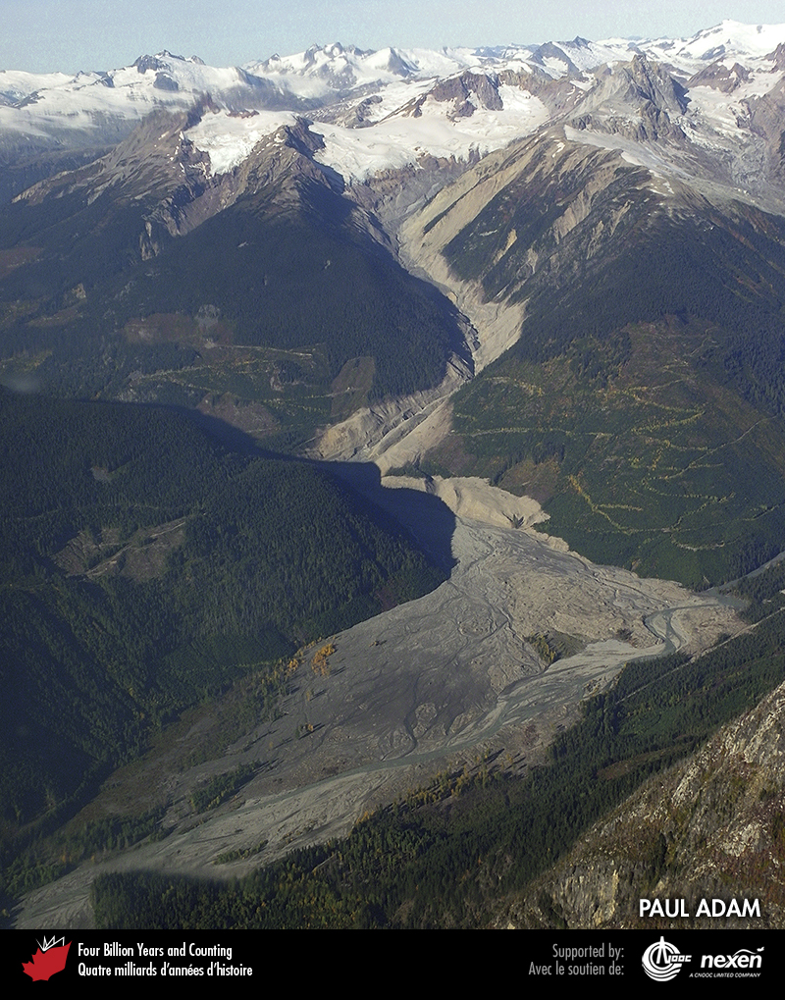 PAUL ADAM
Four Billion Years and Counting
Quatre milliards d'années d'histoire
Supported by:
Avec le soutien de:
CNOOC
nexen
A CNOOC LIMITED COMPANY